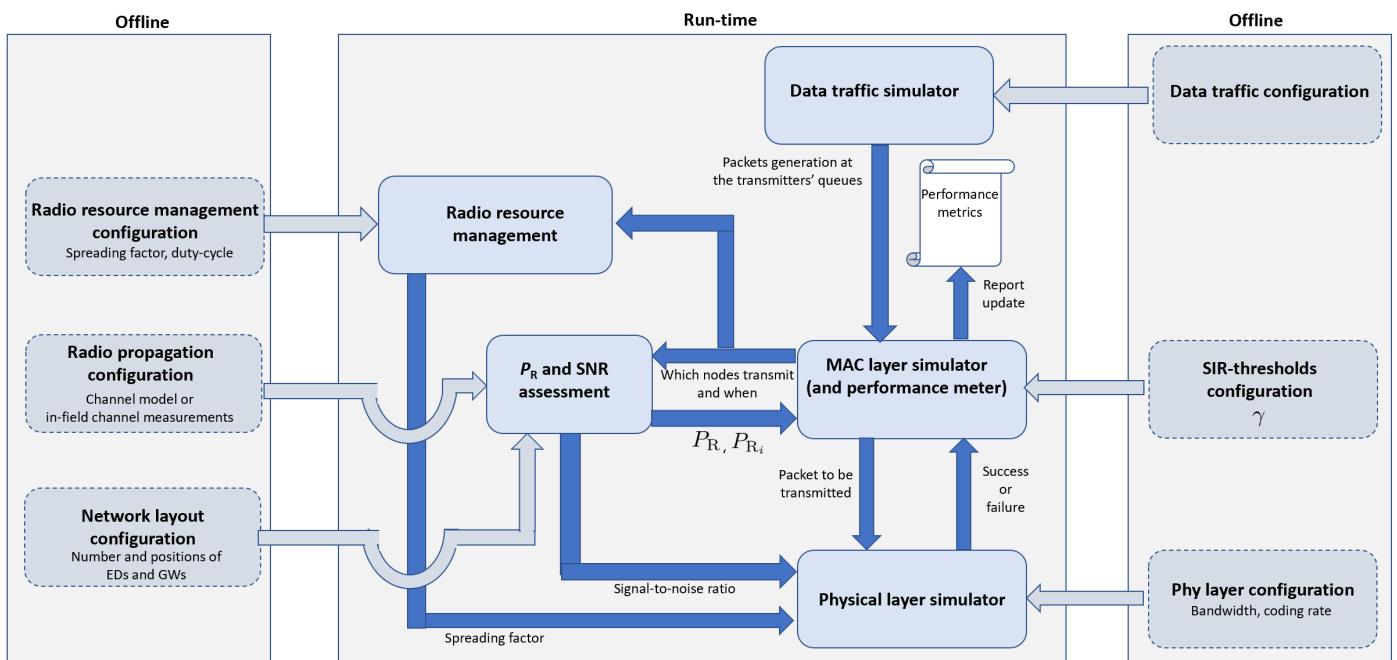 Offline
Run-time
Offline
Data traffic simulator
Data traffic configuration
Packets generation at
the transmitters' queues
Performance
metrics
Radio resource management
configuration
Spreading factor, duty-cycle
Radio resource
management
Report
update
Radio propagation
configuration
Channel model or
in-field channel measurements
P_R and SNR
assessment
Which nodes transmit
and when
MAC layer simulator
(and performance meter)
SIR-thresholds
configuration
γ
P_R, P_{R_i}
Packet to be
transmitted
Success
or
failure
Network layout
configuration
Number and positions of
EDs and GWs
Signal-to-noise ratio
Physical layer simulator
Phy layer configuration
Bandwidth, coding rate
Spreading factor